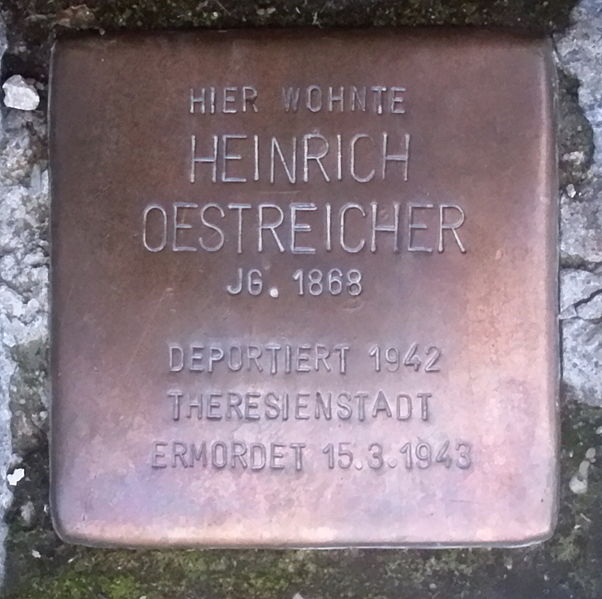 HIER WOHNTE
HEINRICH
OESTREICHER
JG. 1868
DEPORTIERT 1942
THERESIENSTADT
ERMORDET 15.3.1943